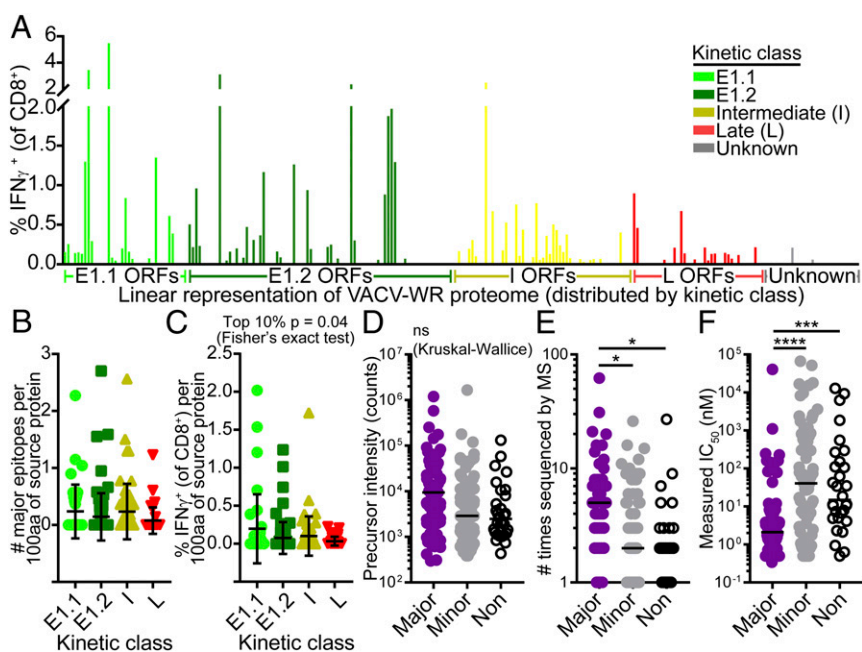 A
% IFNγ + (of CD8+)
6
4
2
2.0
1.5
1.0
0.5
0.0
Kinetic class
E1.1
E1.2
Intermediate (I)
Late (L)
Unknown
E1.1 ORFs
E1.2 ORFs
I ORFs
L ORFs
Unknown
Linear representation of VACV-WR proteome (distributed by kinetic class)
B
# major epitopes per
100aa of source protein
3
2
1
0
E1.1
E1.2
I
L
Kinetic class
C
Top 10% p = 0.04
(Fisher's exact test)
% IFNγ+ (of CD8+) per
100aa of source protein
2.5
2.0
1.5
1.0
0.5
0.0
E1.1
E1.2
I
L
Kinetic class
D
ns
(Kruskal-Wallice)
Precursor intensity (counts)
10^7
10^6
10^5
10^4
10^3
10^2
Major
Minor
Non
E
# times sequenced by MS
100
10
1
*
*
Major
Minor
Non
F
Measured IC50 (nM)
10^5
10^4
10^3
10^2
10^1
10^0
10^-1
***
****
Major
Minor
Non